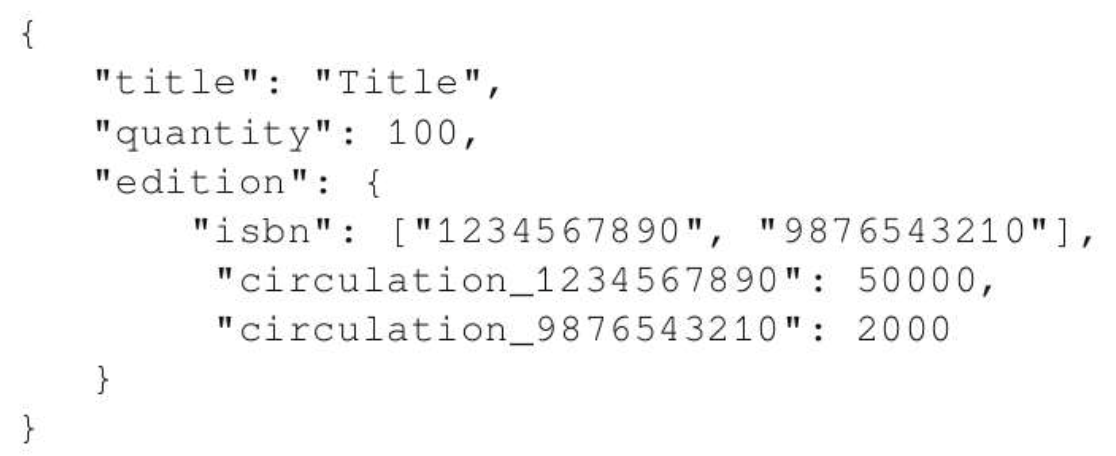 {
    "title": "Title",
    "quantity": 100,
    "edition": {
        "isbn": ["1234567890", "9876543210"],
         "circulation_1234567890": 50000,
         "circulation_9876543210": 2000
    }
}